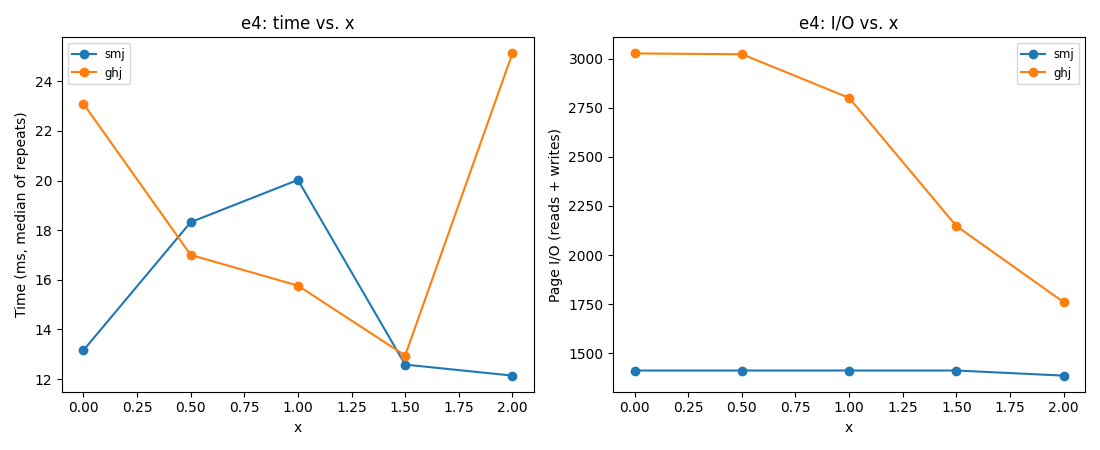 e4: time vs. x
smj
ghj
Time (ms, median of repeats)
24
22
20
18
16
14
12
0.00 0.25 0.50 0.75 1.00 1.25 1.50 1.75 2.00
x
e4: I/O vs. x
smj
ghj
Page I/O (reads + writes)
3000
2750
2500
2250
2000
1750
1500
0.00 0.25 0.50 0.75 1.00 1.25 1.50 1.75 2.00
x